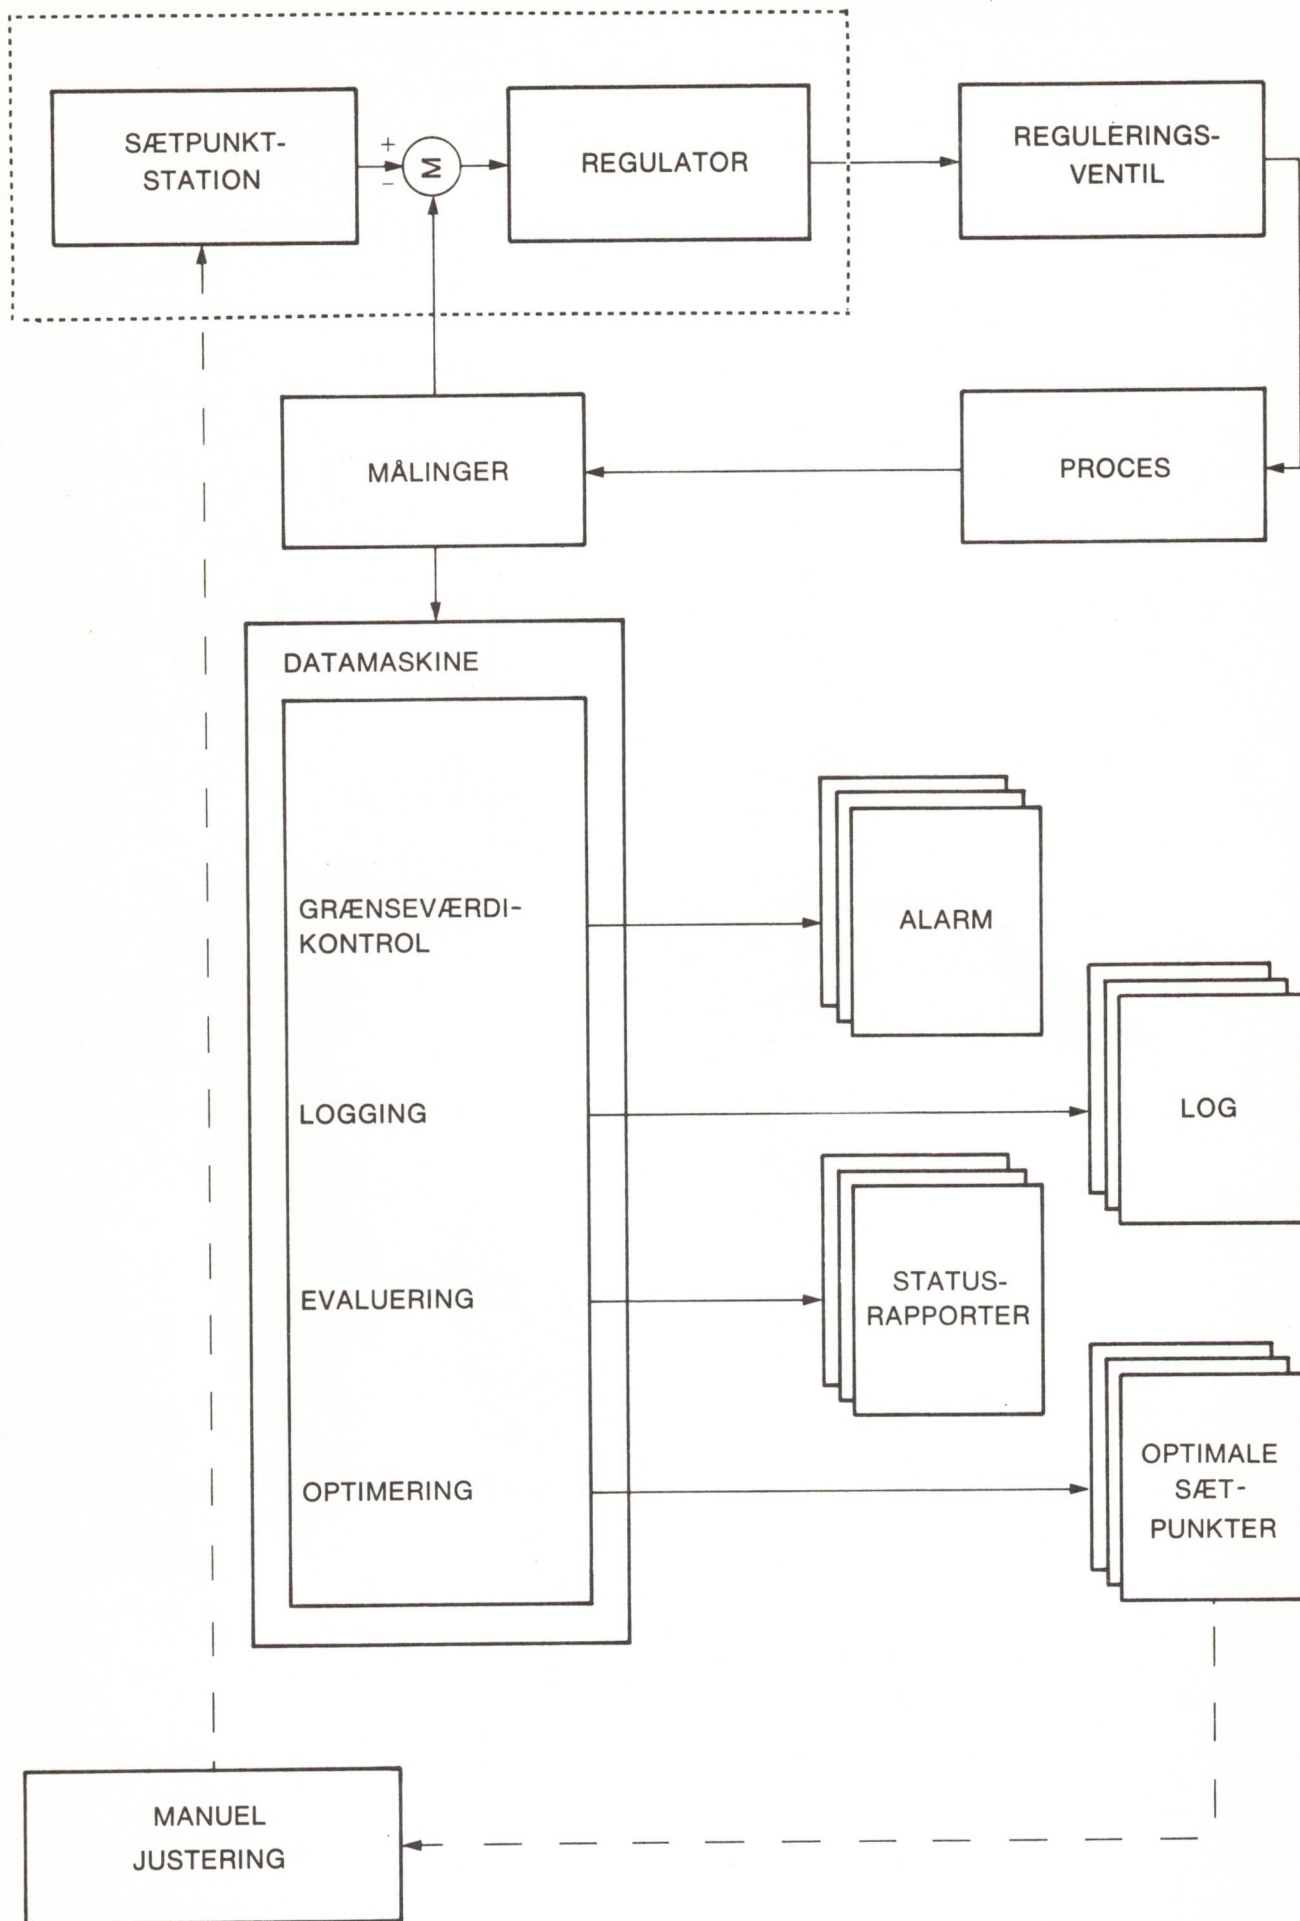 SÆTPUNKT-
STATION
+
−
M
REGULATOR
REGULERINGS-
VENTIL
MÅLINGER
PROCES
DATAMASKINE
GRÆNSEVÆRDI-
KONTROL
ALARM
LOGGING
LOG
EVALUERING
STATUS-
RAPPORTER
OPTIMERING
OPTIMALE
SÆT-
PUNKTER
MANUEL
JUSTERING